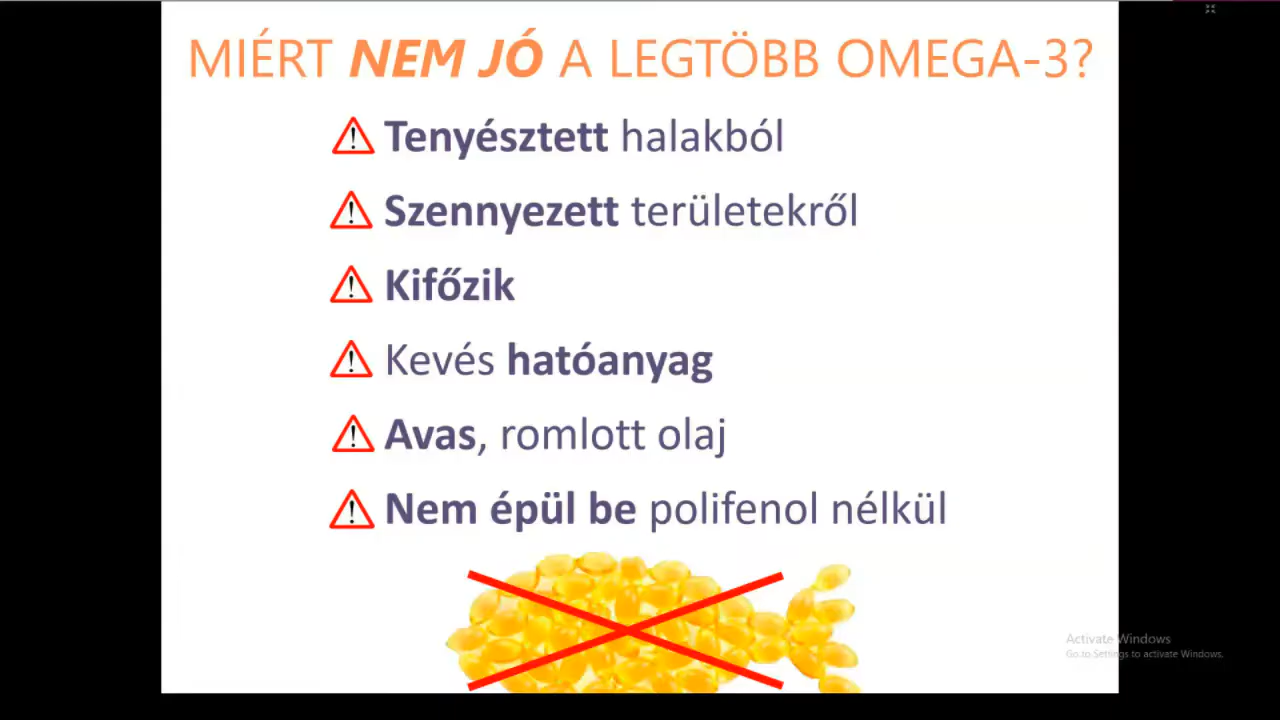 MIÉRT NEM JÓ A LEGTÖBB OMEGA-3?
Tenyésztett halakból
Szennyezett területekről
Kifőzik
Kevés hatóanyag
Avas, romlott olaj
Nem épül be polifenol nélkül
Activate Windows
Go to Settings to activate Windows.